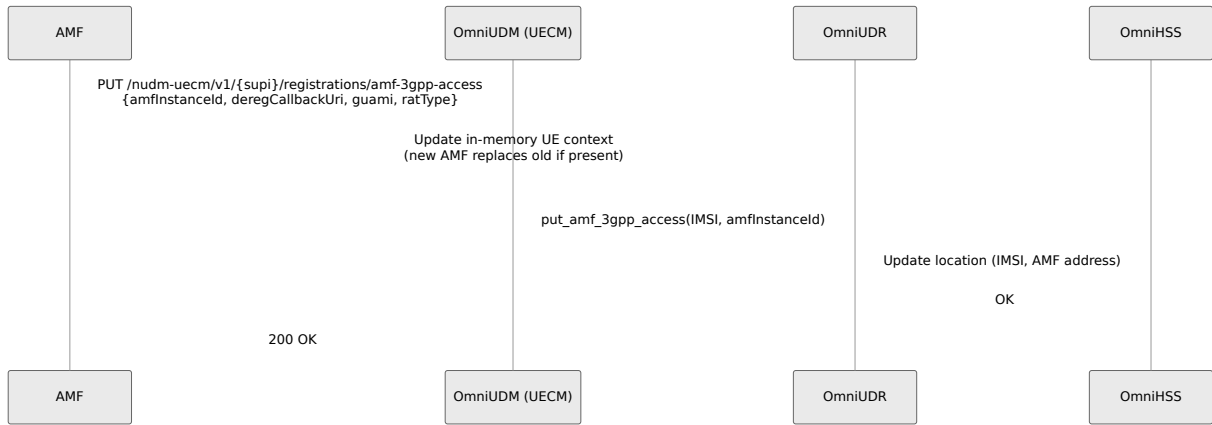 AMF
OmniUDM (UECM)
OmniUDR
OmniHSS
PUT /nudm-uecm/v1/{supi}/registrations/amf-3gpp-access
{amfInstanceId, deregCallbackUri, guami, ratType}
Update in-memory UE context
(new AMF replaces old if present)
put_amf_3gpp_access(IMSI, amfInstanceId)
Update location (IMSI, AMF address)
OK
200 OK
AMF
OmniUDM (UECM)
OmniUDR
OmniHSS